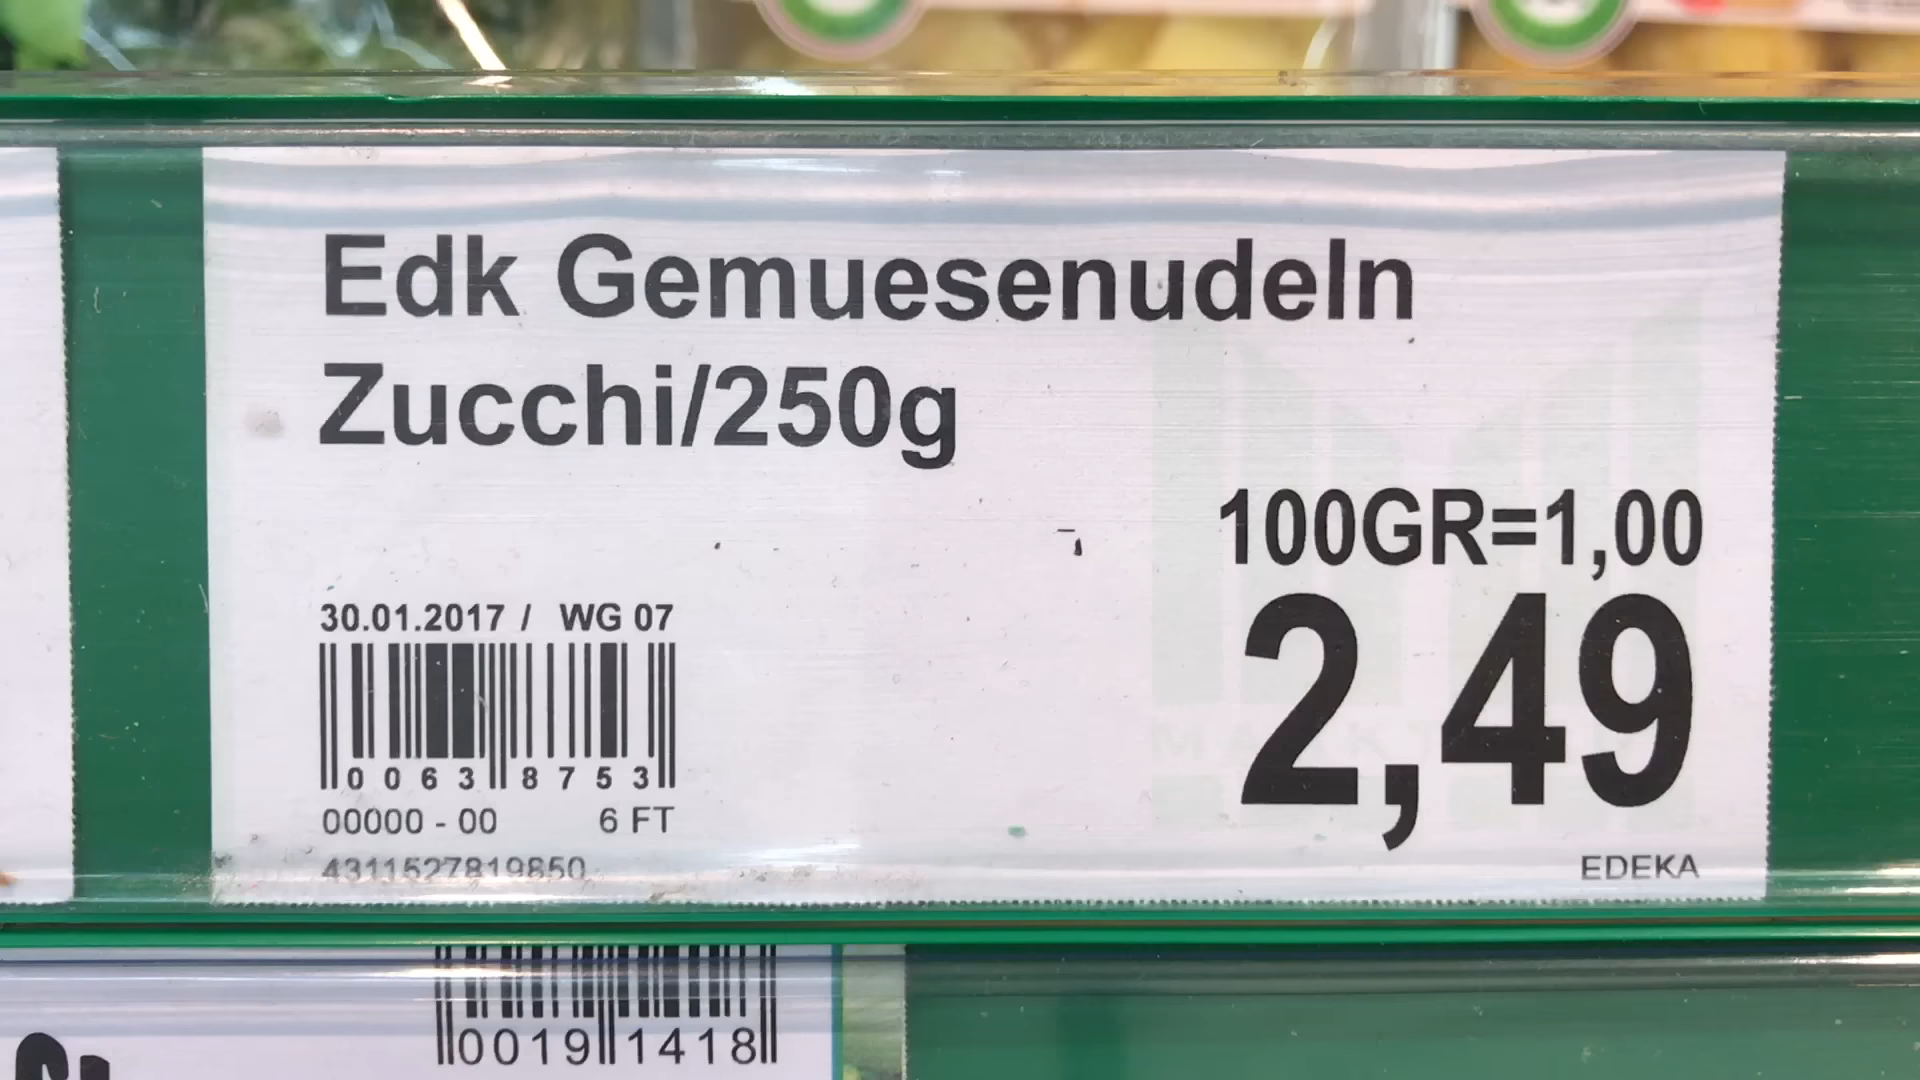 Edk Gemuesenudeln
Zucchi/250g
100GR=1,00
2,49
30.01.2017 / WG 07
0063 8753
00000 - 00 6 FT
4311527819850
EDEKA
0019 1418